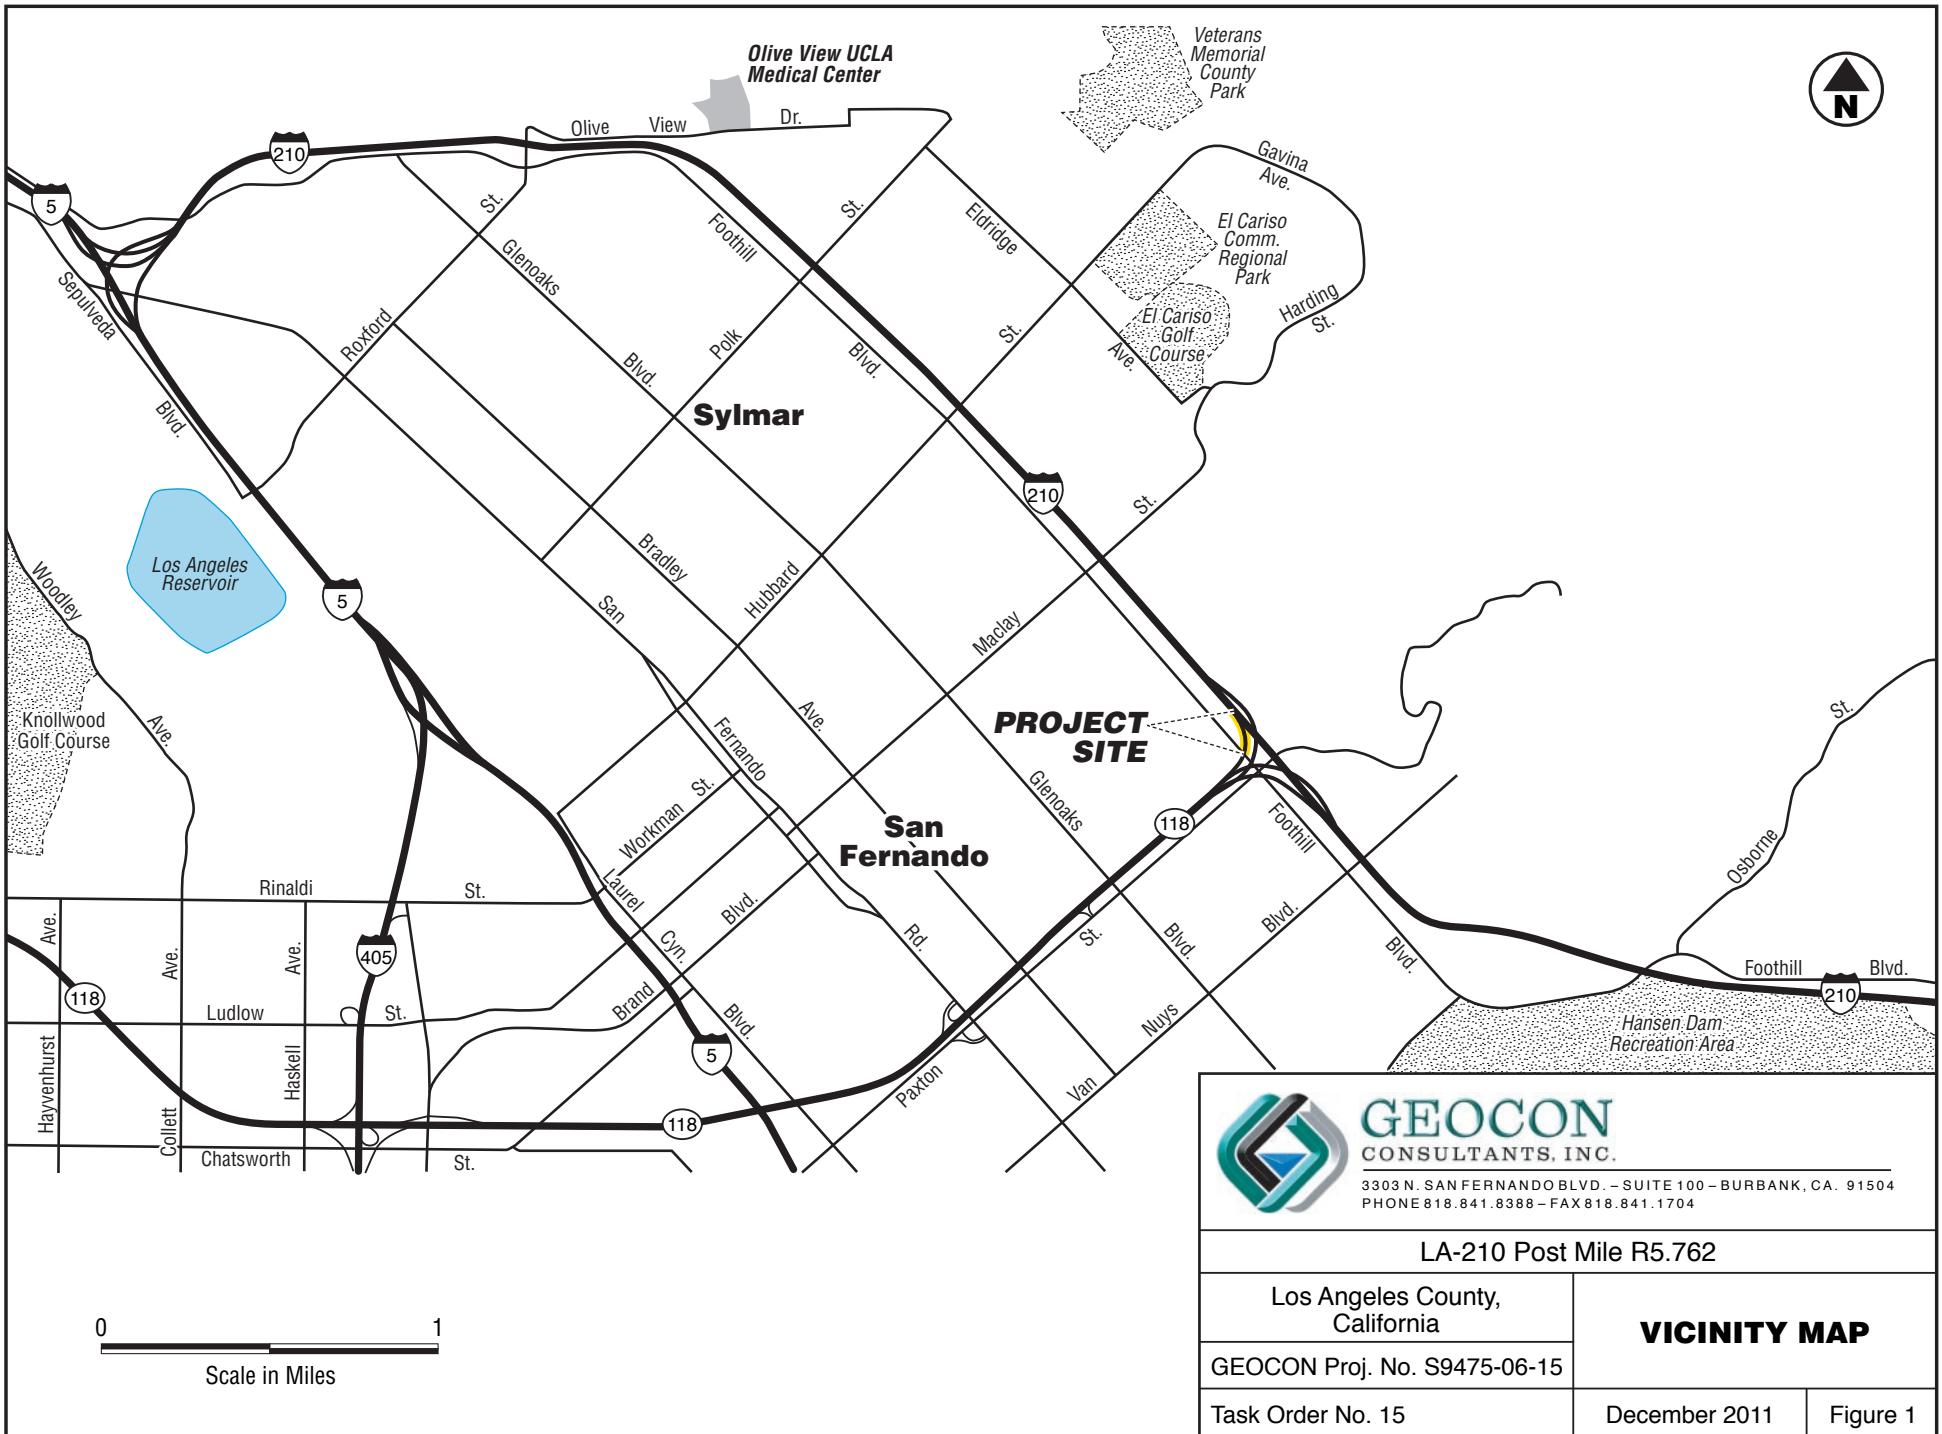 Olive View UCLA
Medical Center
Veterans
Memorial
County
Park
N
Olive View Dr.
210
5
Gavina
Ave.
St.
St.
Eldridge
Ave.
El Cariso
Comm.
Regional
Park
Foothill
Blvd.
Glenoaks
Blvd.
Sepulveda
Blvd.
Roxford
Polk
St.
Harding
St.
El Cariso
Golf
Course
Sylmar
210
St.
Los Angeles
Reservoir
Woodley
Ave.
5
Bradley
Ave.
Hubbard
San
Fernando
Rd.
Maclay
Knollwood
Golf Course
PROJECT
SITE
St.
Glenoaks
Blvd.
Workman
St.
San
Fernando
118
Foothill
Blvd.
Osborne
Rinaldi St.
Laurel
Cyn.
Blvd.
Blvd.
Brand
St.
Blvd.
Ave.
Ave.
Ave.
405
118
Ludlow St.
Foothill Blvd.
210
Hansen Dam
Recreation Area
Hayvenhurst
Collett
Haskell
5
Nuys
Van
Paxton
118
Chatsworth St.
GEOCON
CONSULTANTS, INC.
3303 N. SAN FERNANDO BLVD. – SUITE 100 – BURBANK, CA. 91504
PHONE 818.841.8388 – FAX 818.841.1704
LA-210 Post Mile R5.762
Los Angeles County,
California
VICINITY MAP
GEOCON Proj. No. S9475-06-15
Task Order No. 15
December 2011
Figure 1
0 1
Scale in Miles